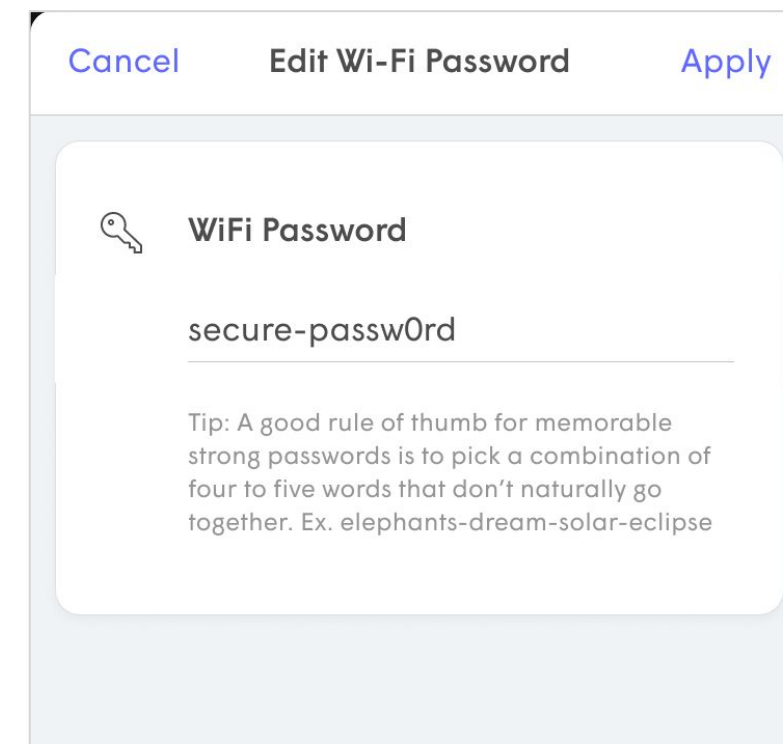 Cancel Edit Wi-Fi Password Apply
WiFi Password
secure-passw0rd
Tip: A good rule of thumb for memorable
strong passwords is to pick a combination of
four to five words that don’t naturally go
together. Ex. elephants-dream-solar-eclipse